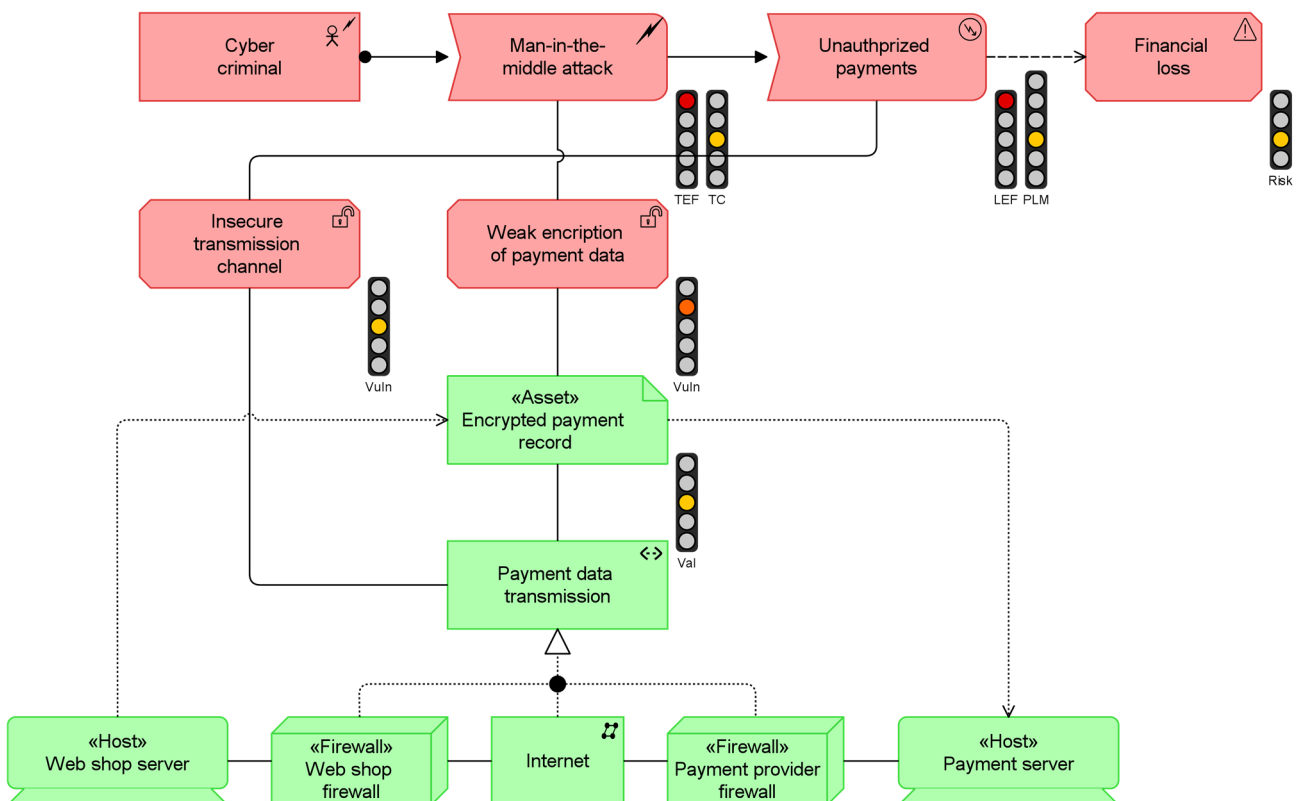 Cyber
criminal
Man-in-the-
middle attack
Unauthprized
payments
Financial
loss
TEF
TC
LEF
PLM
Risk
Insecure
transmission
channel
Weak encription
of payment data
Vuln
Vuln
«Asset»
Encrypted payment
record
Val
Payment data
transmission
«Host»
Web shop server
«Firewall»
Web shop
firewall
Internet
«Firewall»
Payment provider
firewall
«Host»
Payment server